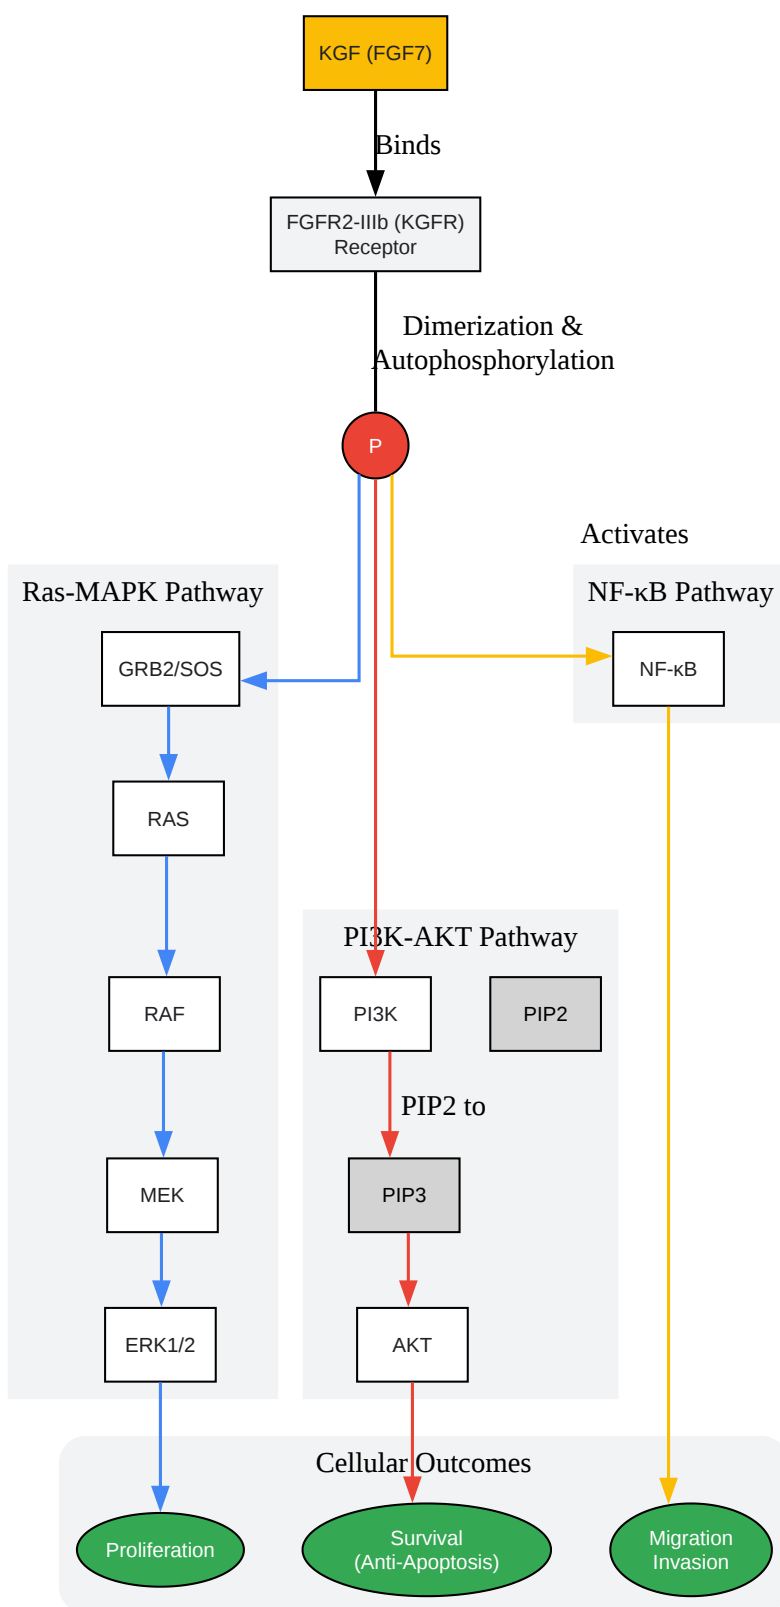 KGF (FGF7)
Binds
FGFR2-IIIb (KGFR)
Receptor
Dimerization &
Autophosphorylation
P
Activates
Ras-MAPK Pathway
NF-κB Pathway
GRB2/SOS
NF-κB
RAS
PI3K-AKT Pathway
RAF
PI3K
PIP2
PIP2 to
MEK
PIP3
ERK1/2
AKT
Cellular Outcomes
Proliferation
Survival
(Anti-Apoptosis)
Migration
Invasion